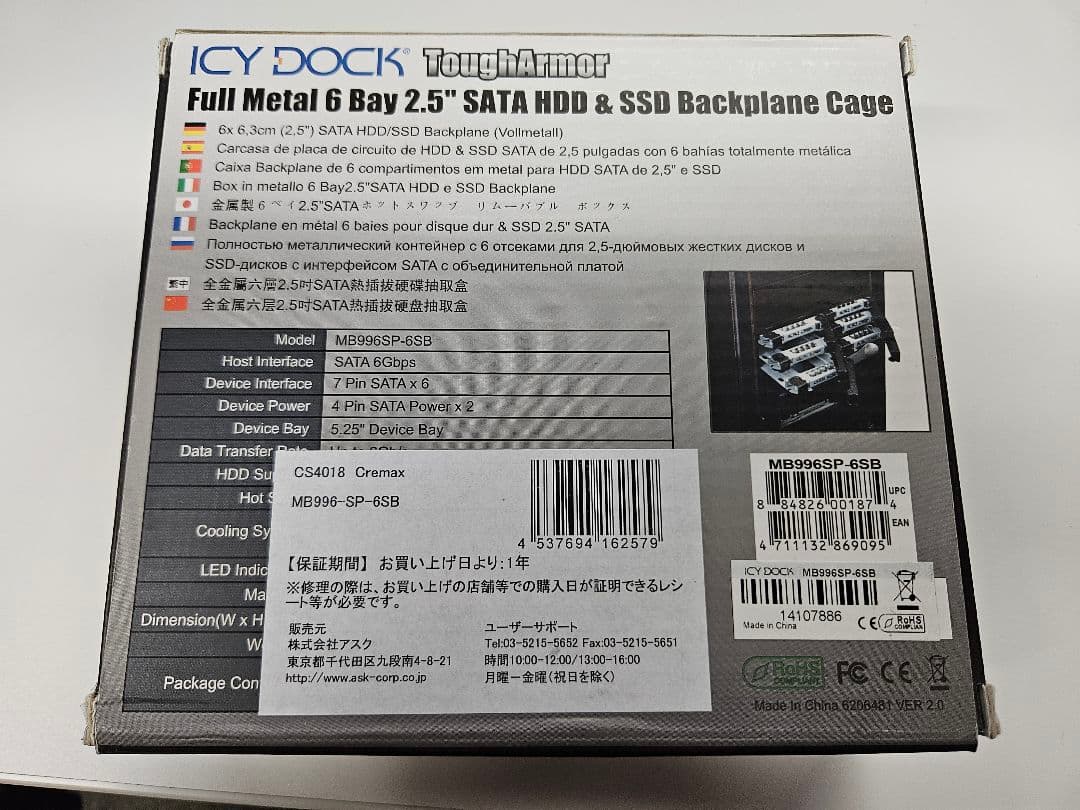 ICY DOCK® ToughArmor
Full Metal 6 Bay 2.5" SATA HDD & SSD Backplane Cage
6x 6,3cm (2,5") SATA HDD/SSD Backplane (Vollmetall)
Carcasa de placa de circuito de HDD & SSD SATA de 2,5 pulgadas con 6 bahías totalmente metálica
Caixa Backplane de 6 compartimentos em metal para HDD SATA de 2,5" e SSD
Box in metallo 6 Bay2.5"SATA HDD e SSD Backplane
金属製6ベイ2.5"SATAホットスワップ リムーバブル ボックス
Backplane en métal 6 baies pour disque dur & SSD 2.5" SATA
Полностью металлический контейнер с 6 отсеками для 2,5-дюймовых жестких дисков и
SSD-дисков с интерфейсом SATA с объединительной платой
繁中 全金屬六層2.5吋SATA熱插拔硬碟抽取盒
全金属六层2.5吋SATA热插拔硬盘抽取盒
Model MB996SP-6SB
Host Interface SATA 6Gbps
Device Interface 7 Pin SATA x 6
Device Power 4 Pin SATA Power x 2
Device Bay 5.25" Device Bay
Data Transfer
HDD Su
Hot S
Cooling Sy
LED Indic
Ma
Dimension(W x H
W
Package Con
CS4018 Cremax
MB996-SP-6SB
4 537694 162579
【保証期間】 お買い上げ日より:1年
※修理の際は、お買い上げの店舗等での購入日が証明できるレシ
ート等が必要です。
販売元
株式会社アスク
東京都千代田区九段南4-8-21
http://www.ask-corp.co.jp
ユーザーサポート
Tel:03-5215-5652 Fax:03-5215-5651
時間10:00-12:00/13:00-16:00
月曜ー金曜(祝日を除く)
MB996SP-6SB
UPC
8 84826 00187 4
EAN
4 711132 869095
ICY DOCK MB996SP-6SB
14107886
Made in China
CE RoHS COMPLIANT
RoHS COMPLIANT FC CE
Made In China 6206481 VER 2.0